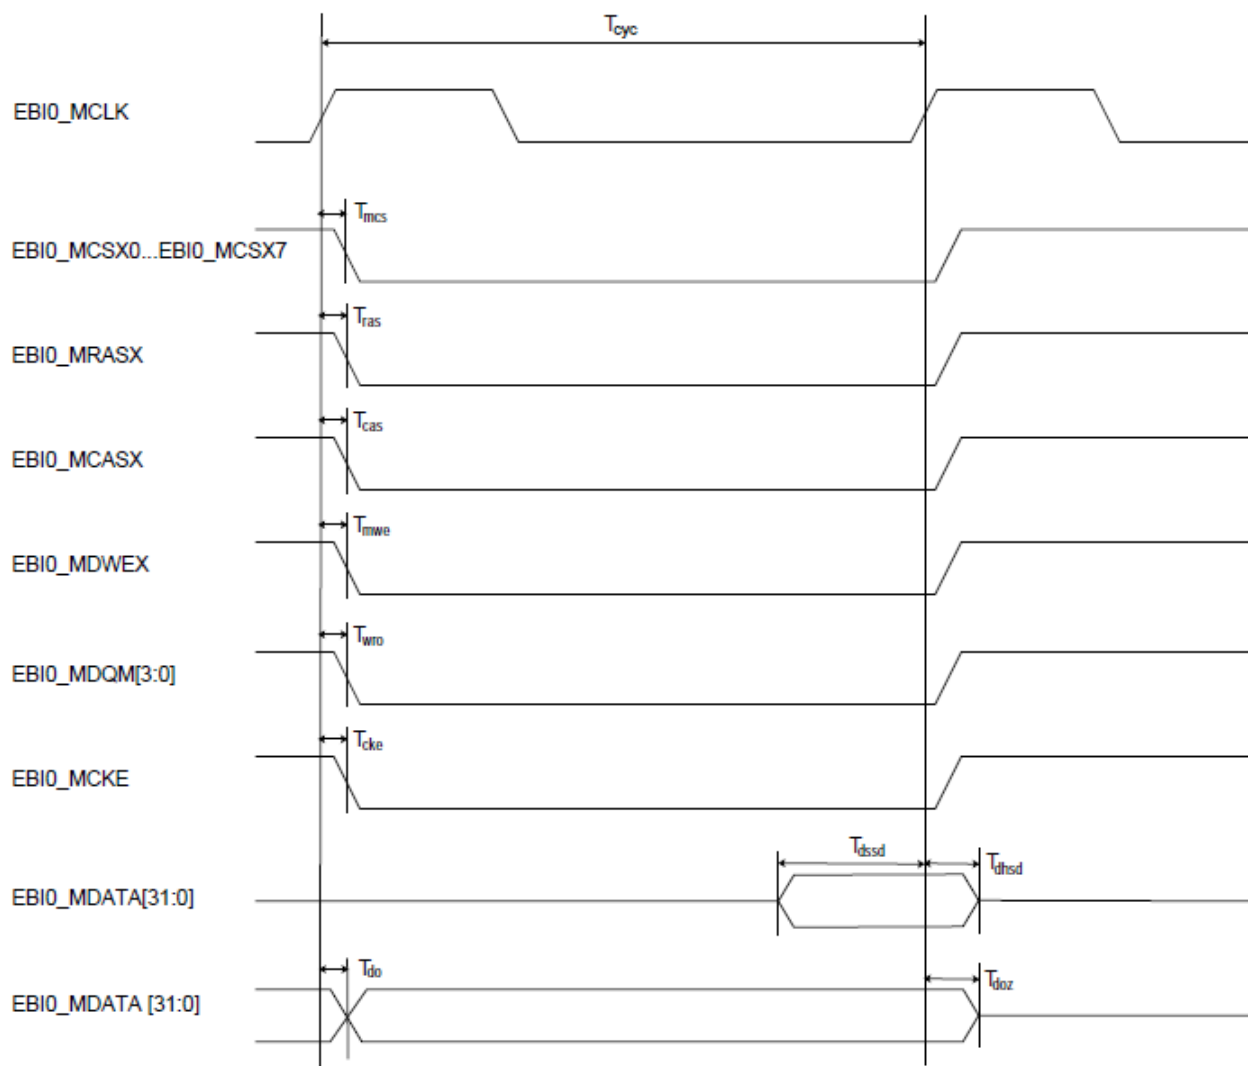 Tcyc
EBI0_MCLK
Tmcs
EBI0_MCSX0...EBI0_MCSX7
Tras
EBI0_MRASX
Tcas
EBI0_MCASX
Tmwe
EBI0_MDWEX
Twro
EBI0_MDQM[3:0]
Tcke
EBI0_MCKE
Tdssd
Tdhsd
EBI0_MDATA[31:0]
Tdo
Tdoz
EBI0_MDATA [31:0]